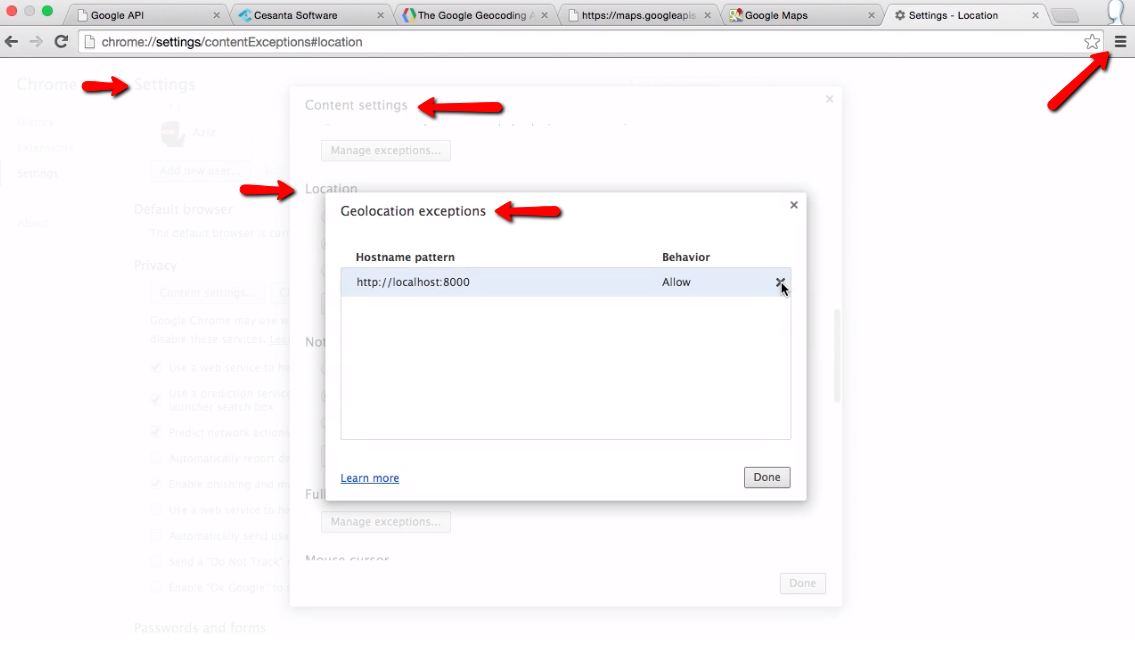 Google API
Cesanta Software
The Google Geocoding A
https://maps.googleapis
Google Maps
Settings - Location
chrome://settings/contentExceptions#location
Chrome
Settings
History
Extensions
Settings
About
Aziz
Add new user...
Default browser
The default browser is curr
Privacy
Content settings...
Google Chrome may use w
disable these services. Lea
Use a web service to he
Use a prediction service
launcher search box
Predict network action
Automatically report de
Enable phishing and m
Use a web service to he
Automatically send usa
Send a "Do Not Track"
Enable "Ok Google" to s
Passwords and forms
Content settings
Manage exceptions...
Location
Geolocation exceptions
Hostname pattern
Behavior
http://localhost:8000
Allow
Learn more
Done
Not
Full
Manage exceptions...
Mouse cursor
Done